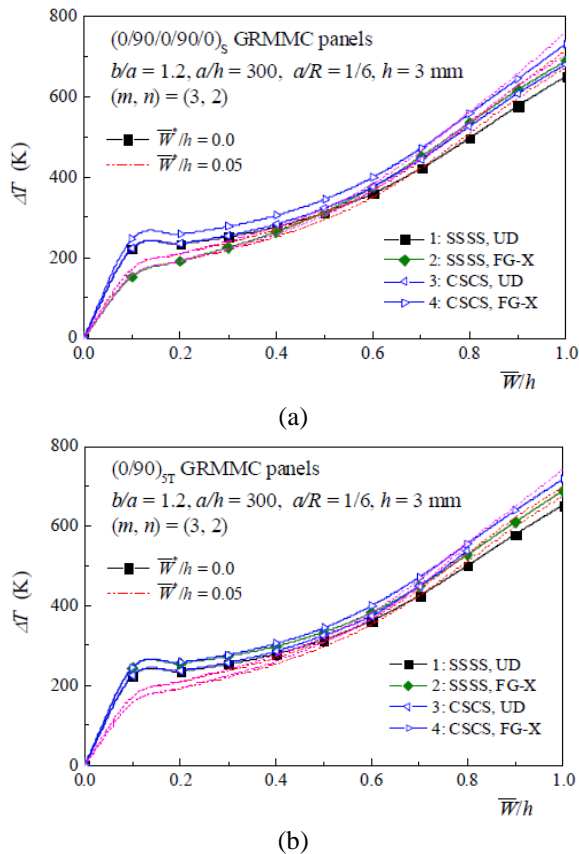 800
(0/90/0/90/0)S GRMMC panels
b/a = 1.2, a/h = 300, a/R = 1/6, h = 3 mm
600
(m, n) = (3, 2)
W̅*/h = 0.0
W̅*/h = 0.05
ΔT (K)
400
200
1: SSSS, UD
2: SSSS, FG-X
3: CSCS, UD
4: CSCS, FG-X
0
0.0 0.2 0.4 0.6 0.8 1.0
W̅/h
(a)
800
(0/90)5T GRMMC panels
b/a = 1.2, a/h = 300, a/R = 1/6, h = 3 mm
600
(m, n) = (3, 2)
W̅*/h = 0.0
W̅*/h = 0.05
ΔT (K)
400
200
1: SSSS, UD
2: SSSS, FG-X
3: CSCS, UD
4: CSCS, FG-X
0
0.0 0.2 0.4 0.6 0.8 1.0
W̅/h
(b)